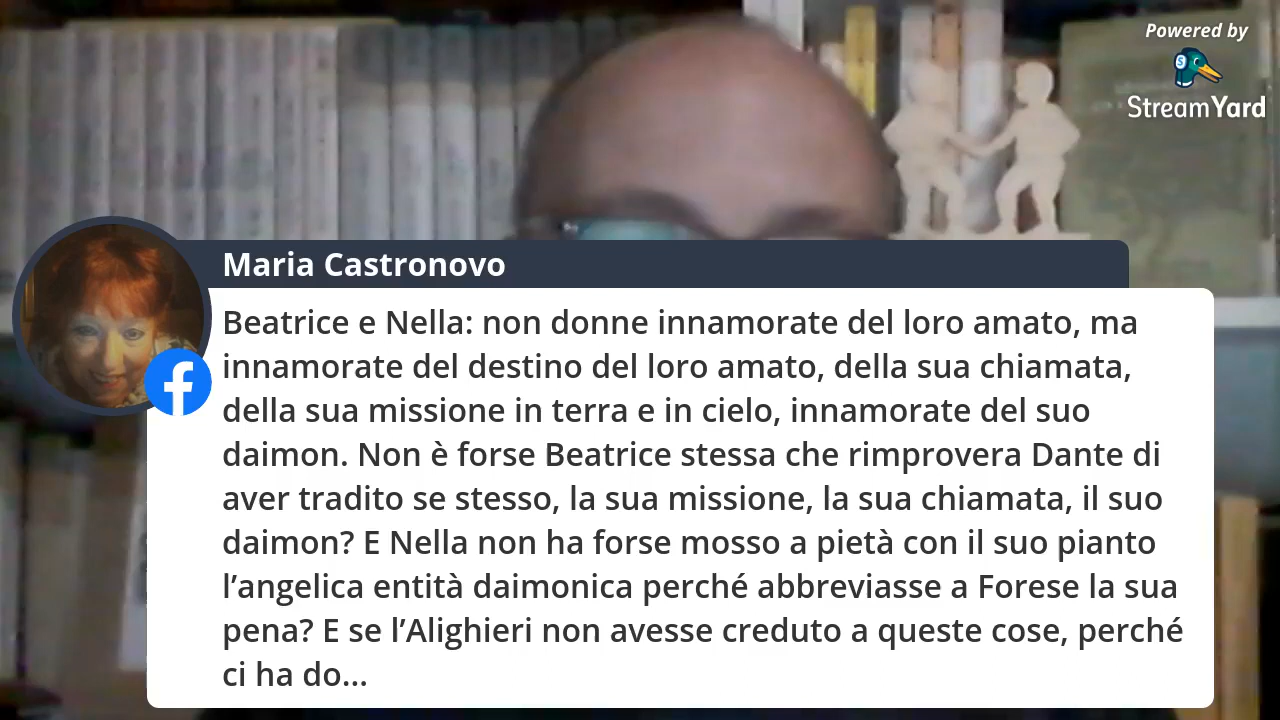 Powered by
StreamYard
Maria Castronovo
Beatrice e Nella: non donne innamorate del loro amato, ma
innamorate del destino del loro amato, della sua chiamata,
della sua missione in terra e in cielo, innamorate del suo
daimon. Non è forse Beatrice stessa che rimprovera Dante di
aver tradito se stesso, la sua missione, la sua chiamata, il suo
daimon? E Nella non ha forse mosso a pietà con il suo pianto
l’angelica entità daimonica perché abbreviasse a Forese la sua
pena? E se l’Alighieri non avesse creduto a queste cose, perché
ci ha do...